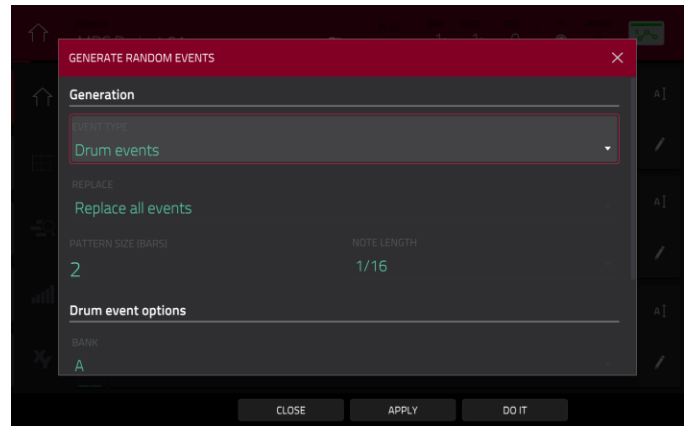 GENERATE RANDOM EVENTS
Generation
EVENT TYPE
Drum events
REPLACE
Replace all events
PATTERN SIZE (BARS) NOTE LENGTH
2 1/16
Drum event options
BANK
A
CLOSE APPLY DO IT